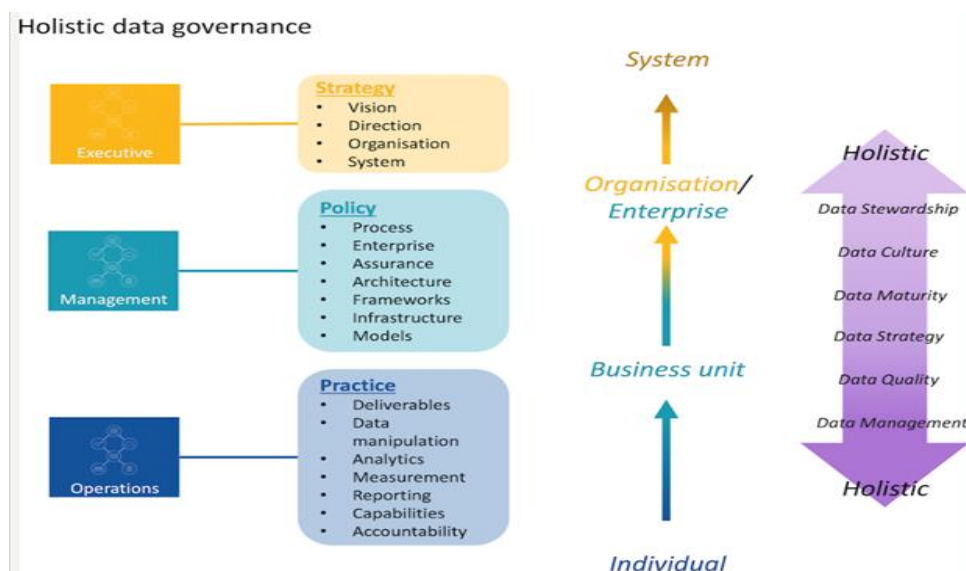 Holistic data governance
Executive
Strategy
• Vision
• Direction
• Organisation
• System
Management
Policy
• Process
• Enterprise
• Assurance
• Architecture
• Frameworks
• Infrastructure
• Models
Operations
Practice
• Deliverables
• Data
manipulation
• Analytics
• Measurement
• Reporting
• Capabilities
• Accountability
System
Organisation/
Enterprise
Business unit
Individual
Holistic
Data Stewardship
Data Culture
Data Maturity
Data Strategy
Data Quality
Data Management
Holistic